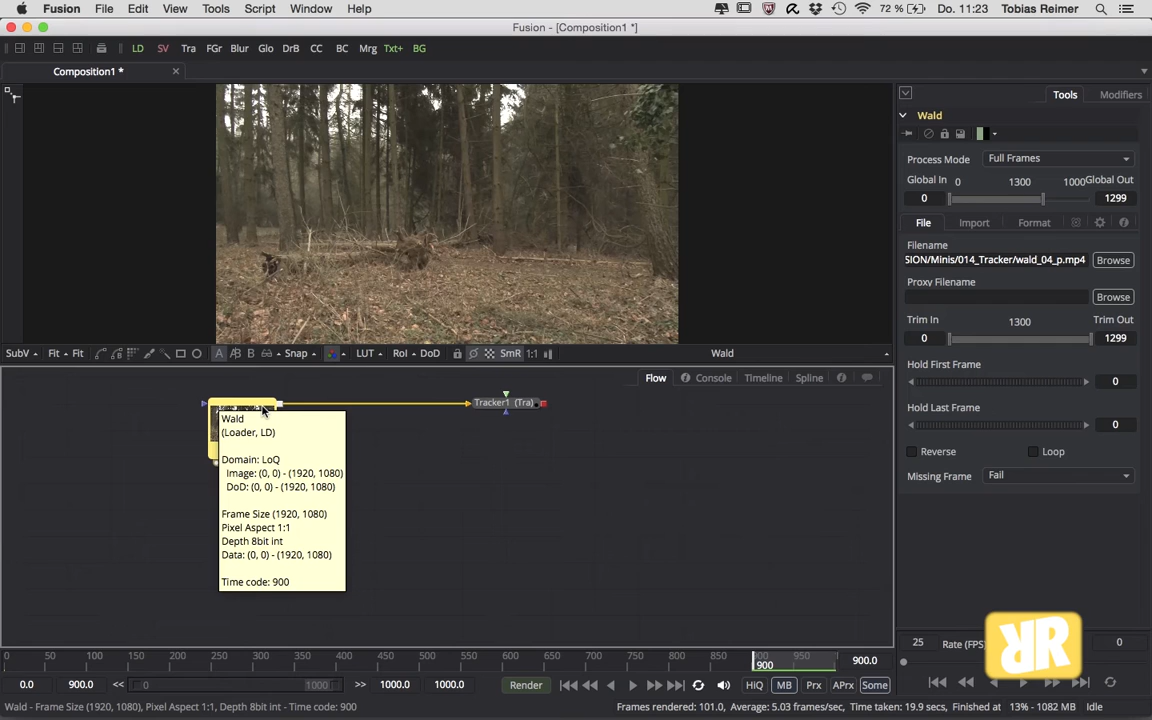 Fusion File Edit View Tools Script Window Help 72 % Do. 11:23 Tobias Reimer
Fusion - [Composition1 *]
LD SV Tra FGr Blur Glo DrB CC BC Mrg Txt+ BG
Composition1 *
Tools Modifiers
Wald
Process Mode Full Frames
Global In 0 1300 1000 Global Out
0 1299
File Import Format
Filename
SION/Minis/014_Tracker/wald_04_p.mp4 Browse
Proxy Filename
Browse
Trim In 1300 Trim Out
0 1299
Hold First Frame
0
Hold Last Frame
0
Reverse Loop
Missing Frame Fail
SubV Fit Fit A B Snap LUT RoI DoD SmR 1:1 Wald
Flow Console Timeline Spline
Tracker1 (Tra)
Wald
(Loader, LD)
Domain: LoQ
Image: (0, 0) - (1920, 1080)
DoD: (0, 0) - (1920, 1080)
Frame Size (1920, 1080)
Pixel Aspect 1:1
Depth 8bit int
Data: (0, 0) - (1920, 1080)
Time code: 900
0 50 100 150 200 250 300 350 400 450 500 550 600 650 700 750 800 850 900 950
900
900.0
25 Rate (FPS) 0
RR
0.0 900.0 << 0 1000 >> 1000.0 1000.0 Render HiQ MB Prx APrx Some
Wald - Frame Size (1920, 1080), Pixel Aspect 1:1, Depth 8bit int - Time code: 900
Frames rendered: 101.0, Average: 5.03 frames/sec, Time taken: 19.9 secs, Finished at 13% - 1082 MB Idle